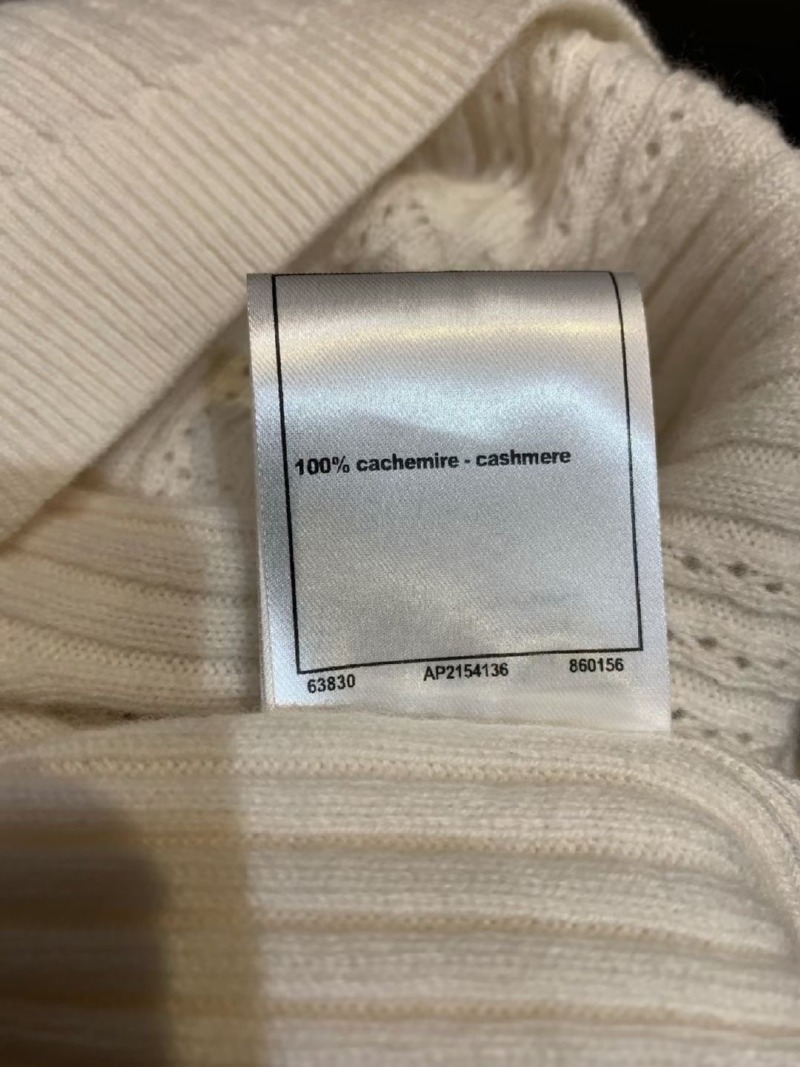 100% cachemire - cashmere
63830 AP2154136 860156